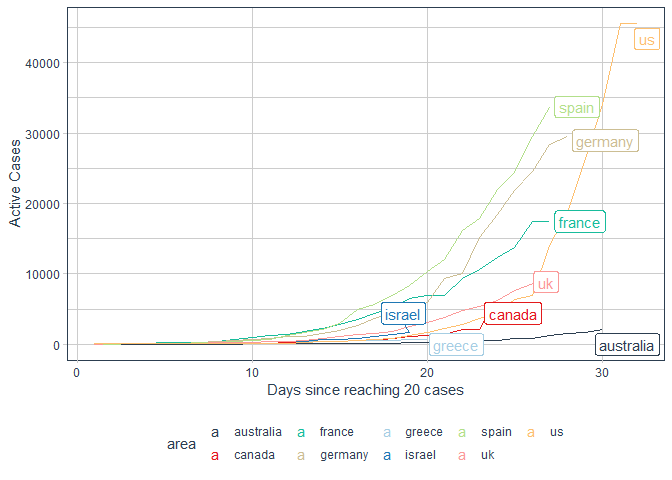 us
40000
spain
30000
germany
Active Cases
20000
france
10000
uk
israel
canada
0
greece
australia
0 10 20 30
Days since reaching 20 cases
area
a australia a france a greece a spain a us
a canada a germany a israel a uk